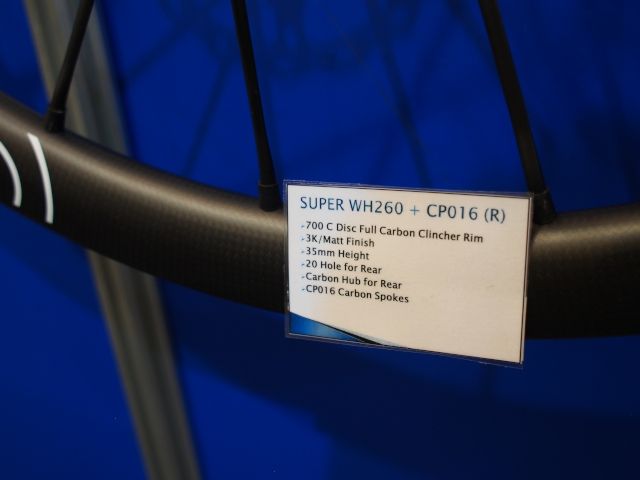 SUPER WH260 + CP016 (R)
700 C Disc Full Carbon Clincher Rim
3K/Matt Finish
35mm Height
20 Hole for Rear
Carbon Hub for Rear
CP016 Carbon Spokes